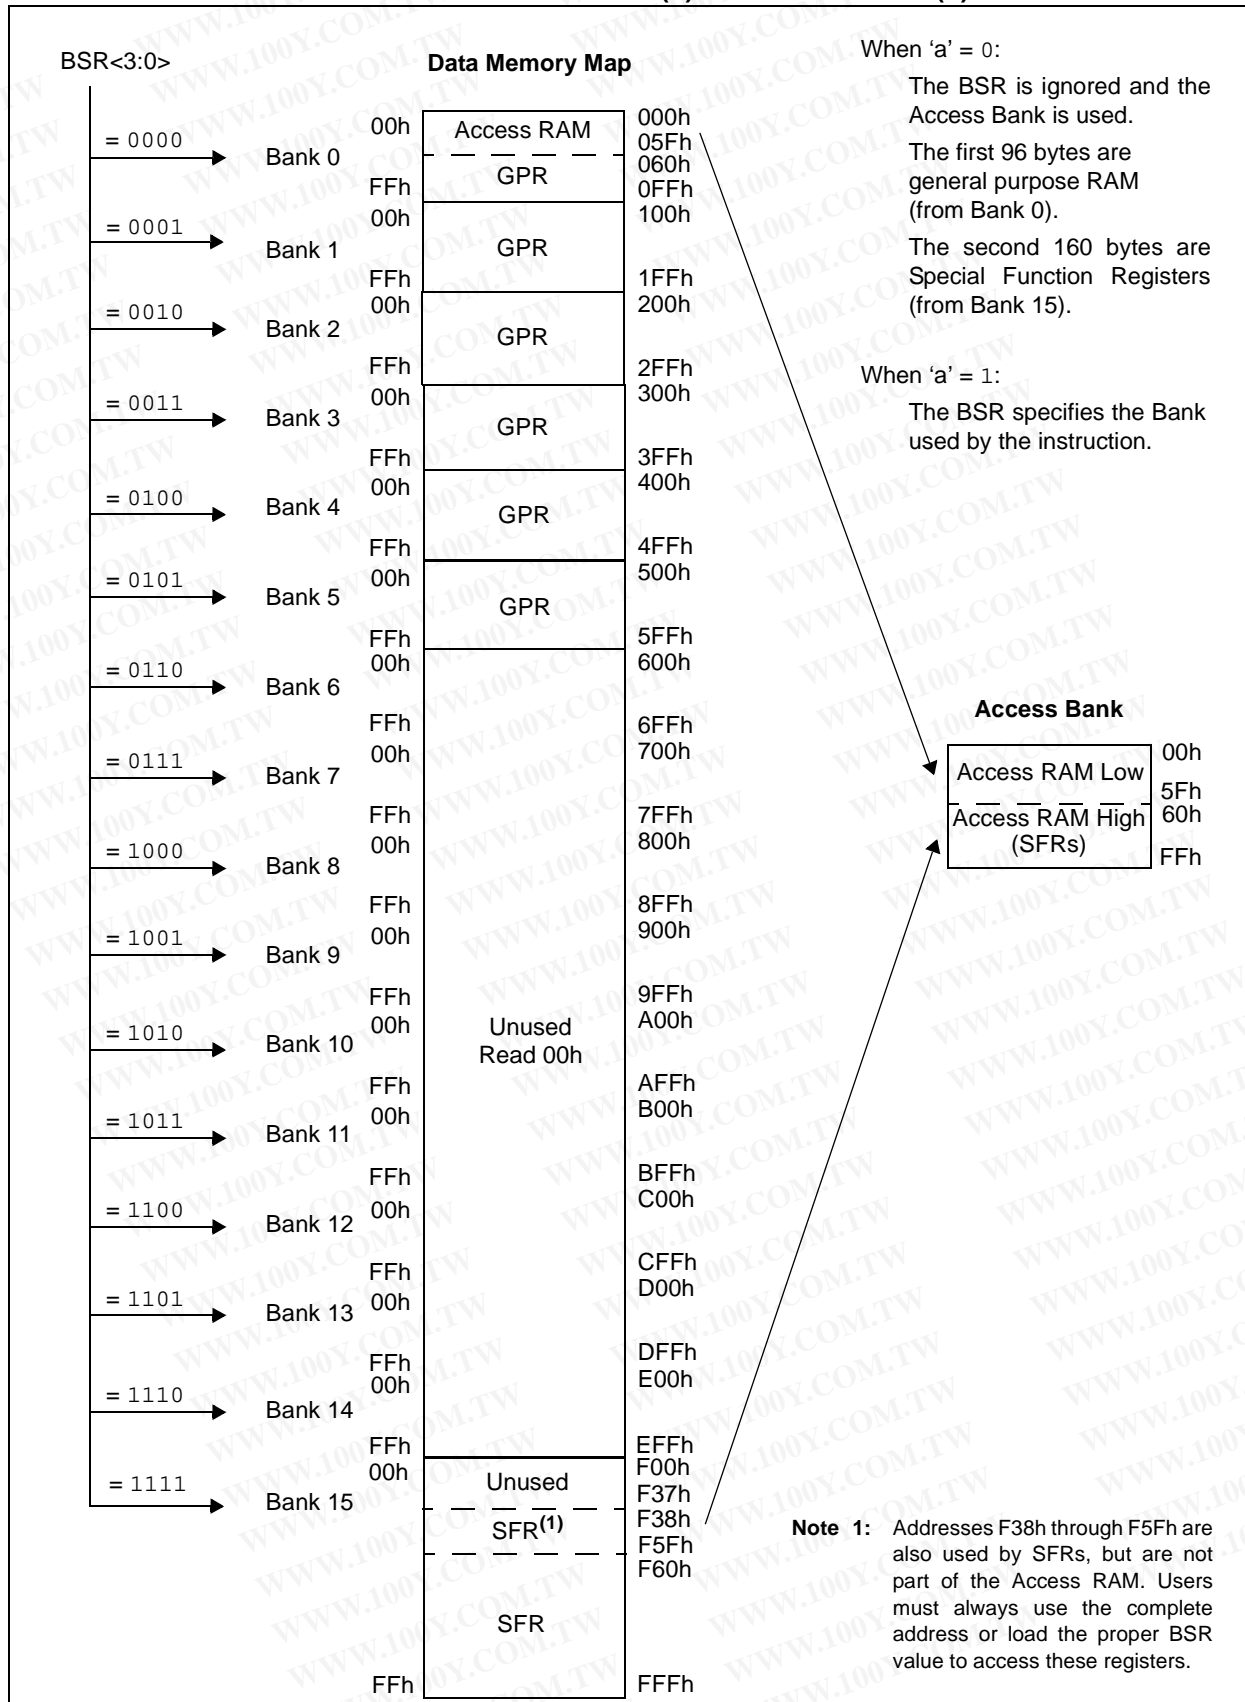 BSR<3:0>
Data Memory Map
When ‘a’ = 0:
The BSR is ignored and the
Access Bank is used.
The first 96 bytes are
general purpose RAM
(from Bank 0).
The second 160 bytes are
Special Function Registers
(from Bank 15).
When ‘a’ = 1:
The BSR specifies the Bank
used by the instruction.
= 0000
Bank 0
00h
FFh
Access RAM
GPR
000h
05Fh
060h
0FFh
= 0001
Bank 1
00h
FFh
GPR
100h
1FFh
= 0010
Bank 2
00h
FFh
GPR
200h
2FFh
= 0011
Bank 3
00h
FFh
GPR
300h
3FFh
= 0100
Bank 4
00h
FFh
GPR
400h
4FFh
= 0101
Bank 5
00h
FFh
GPR
500h
5FFh
= 0110
Bank 6
00h
FFh
600h
6FFh
= 0111
Bank 7
00h
FFh
700h
7FFh
= 1000
Bank 8
00h
FFh
800h
8FFh
= 1001
Bank 9
00h
FFh
900h
9FFh
= 1010
Bank 10
00h
FFh
Unused
Read 00h
A00h
AFFh
= 1011
Bank 11
00h
FFh
B00h
BFFh
= 1100
Bank 12
00h
FFh
C00h
CFFh
= 1101
Bank 13
00h
FFh
D00h
DFFh
= 1110
Bank 14
00h
FFh
E00h
EFFh
= 1111
Bank 15
00h
FFh
Unused
SFR(1)
SFR
F00h
F37h
F38h
F5Fh
F60h
FFFh
Access Bank
Access RAM Low
Access RAM High
(SFRs)
00h
5Fh
60h
FFh
Note 1: Addresses F38h through F5Fh are
also used by SFRs, but are not
part of the Access RAM. Users
must always use the complete
address or load the proper BSR
value to access these registers.
WWW.100Y.COM.TW